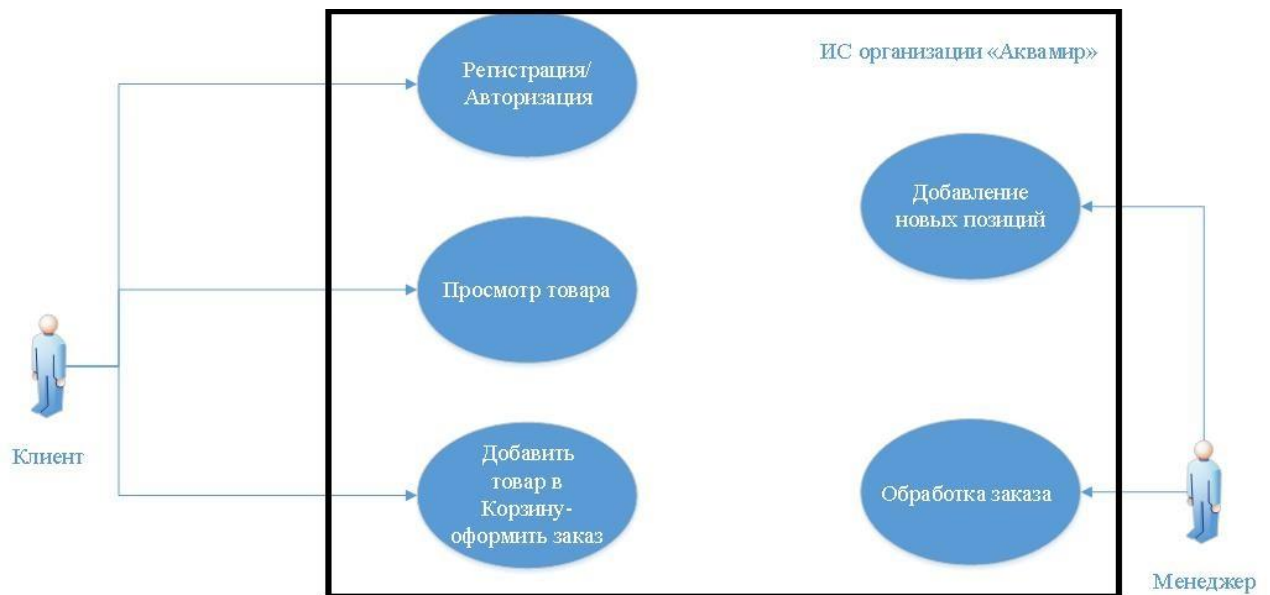 ИС организации «Аквамир»
Регистрация/
Авторизация
Добавление
новых позиций
Просмотр товара
Клиент
Добавить
товар в
Корзину-
оформить заказ
Обработка заказа
Менеджер